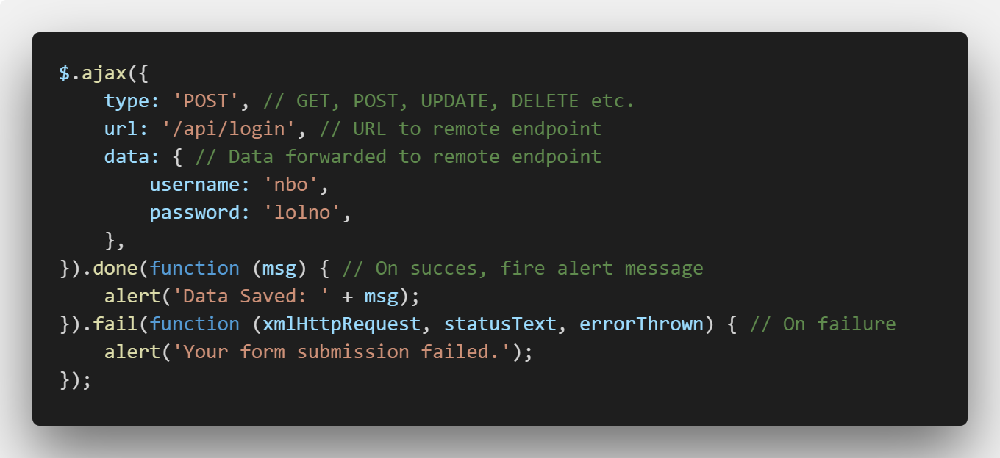 $.ajax({
    type: 'POST', // GET, POST, UPDATE, DELETE etc.
    url: '/api/login', // URL to remote endpoint
    data: { // Data forwarded to remote endpoint
        username: 'nbo',
        password: 'lolno',
    },
}).done(function (msg) { // On succes, fire alert message
    alert('Data Saved: ' + msg);
}).fail(function (xmlHttpRequest, statusText, errorThrown) { // On failure
    alert('Your form submission failed.');
});